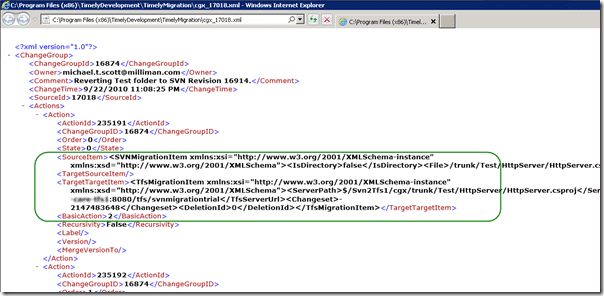 C:\Program Files (x86)\TimelyDevelopment\TimelyMigration\cgx_17018.xml - Windows Internet Explorer
C:\Program Files (x86)\TimelyDevelopment\TimelyMigration\cgx_17018.xml
C:\Program Files (x86)\Timel...
<?xml version="1.0"?>
- <ChangeGroup>
<ChangeGroupId>16874</ChangeGroupId>
<Owner>michael.t.scott@milliman.com</Owner>
<Comment>Reverting Test folder to SVN Revision 16914.</Comment>
<ChangeTime>9/22/2010 11:08:25 PM</ChangeTime>
<SourceId>17018</SourceId>
- <Actions>
- <Action>
<ActionId>235191</ActionId>
<ChangeGroupID>16874</ChangeGroupID>
<Order>0</Order>
<State>0</State>
<SourceItem><SVNMigrationItem xmlns:xsi="http://www.w3.org/2001/XMLSchema-instance"
xmlns:xsd="http://www.w3.org/2001/XMLSchema"><IsDirectory>false</IsDirectory><File>/trunk/Test/HttpServer/HttpServer.cs
<TargetSourceItem/>
<TargetTargetItem><TfsMigrationItem xmlns:xsi="http://www.w3.org/2001/XMLSchema-instance"
xmlns:xsd="http://www.w3.org/2001/XMLSchema"><ServerPath>$/Svn2Tfs1/cgx/trunk/Test/HttpServer/HttpServer.csproj</Serv
:8080/tfs/svnmigrationtrial</TfsServerUrl><Changeset>-
2147483648</Changeset><DeletionId>0</DeletionId></TfsMigrationItem></TargetTargetItem>
<BasicAction>2</BasicAction>
<Recursivity>False</Recursivity>
<Label/>
<Version/>
<MergeVersionTo/>
</Action>
- <Action>
<ActionId>235192</ActionId>
<ChangeGroupID>16874</ChangeGroupID>
<Order>1</Order>